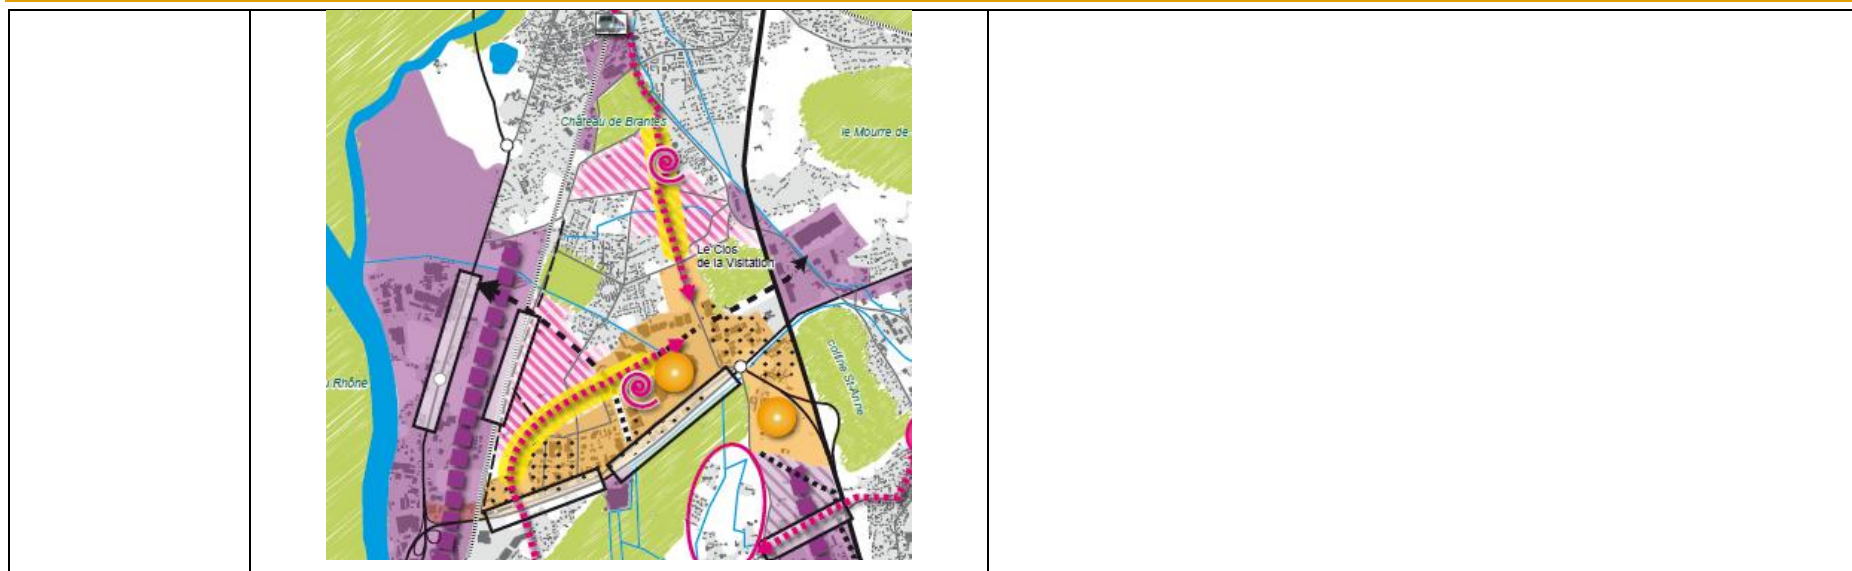 Château de Brantes
le Mourre de
Le Clos
de la Visitation
Rhône
colline St-Anne